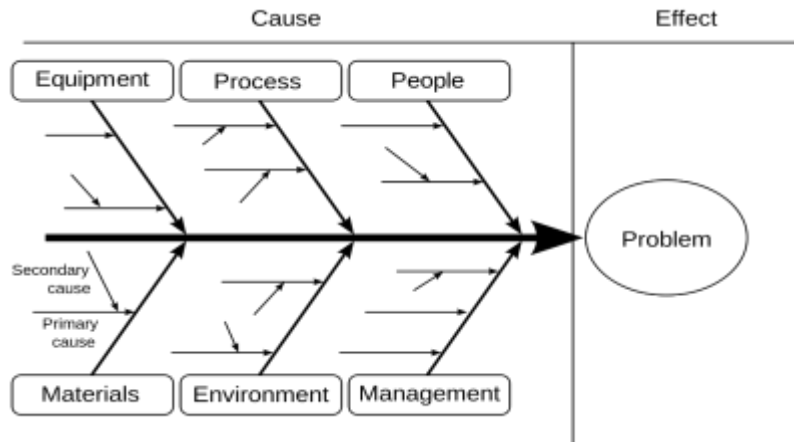 Cause
Effect
Equipment
Process
People
Problem
Secondary
cause
Primary
cause
Materials
Environment
Management